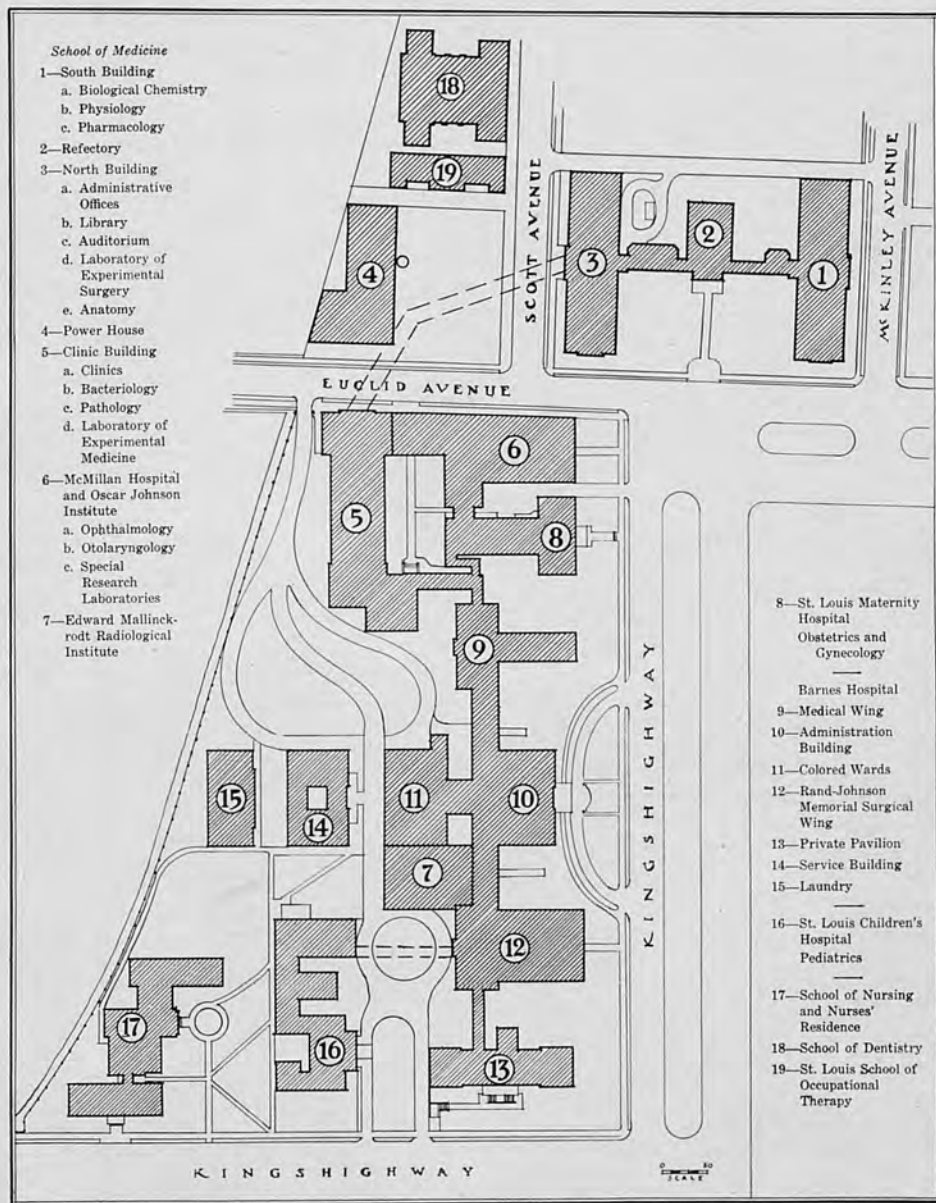 School of Medicine
1—South Building
a. Biological Chemistry
b. Physiology
c. Pharmacology
2—Refectory
3—North Building
a. Administrative
Offices
b. Library
c. Auditorium
d. Laboratory of
Experimental
Surgery
e. Anatomy
4—Power House
5—Clinic Building
a. Clinics
b. Bacteriology
c. Pathology
d. Laboratory of
Experimental
Medicine
6—McMillan Hospital
and Oscar Johnson
Institute
a. Ophthalmology
b. Otolaryngology
c. Special
Research
Laboratories
7—Edward Mallinck-
rodt Radiological
Institute
18
19
4
SCOTT AVENUE
3
2
1
McKINLEY AVENUE
EUCLID AVENUE
6
5
8
9
KINGSHIGHWAY
15
14
11
10
7
12
17
16
13
KINGSHIGHWAY
0 50
SCALE
8—St. Louis Maternity
Hospital
Obstetrics and
Gynecology
Barnes Hospital
9—Medical Wing
10—Administration
Building
11—Colored Wards
12—Rand-Johnson
Memorial Surgical
Wing
13—Private Pavilion
14—Service Building
15—Laundry
16—St. Louis Children's
Hospital
Pediatrics
17—School of Nursing
and Nurses'
Residence
18—School of Dentistry
19—St. Louis School of
Occupational
Therapy